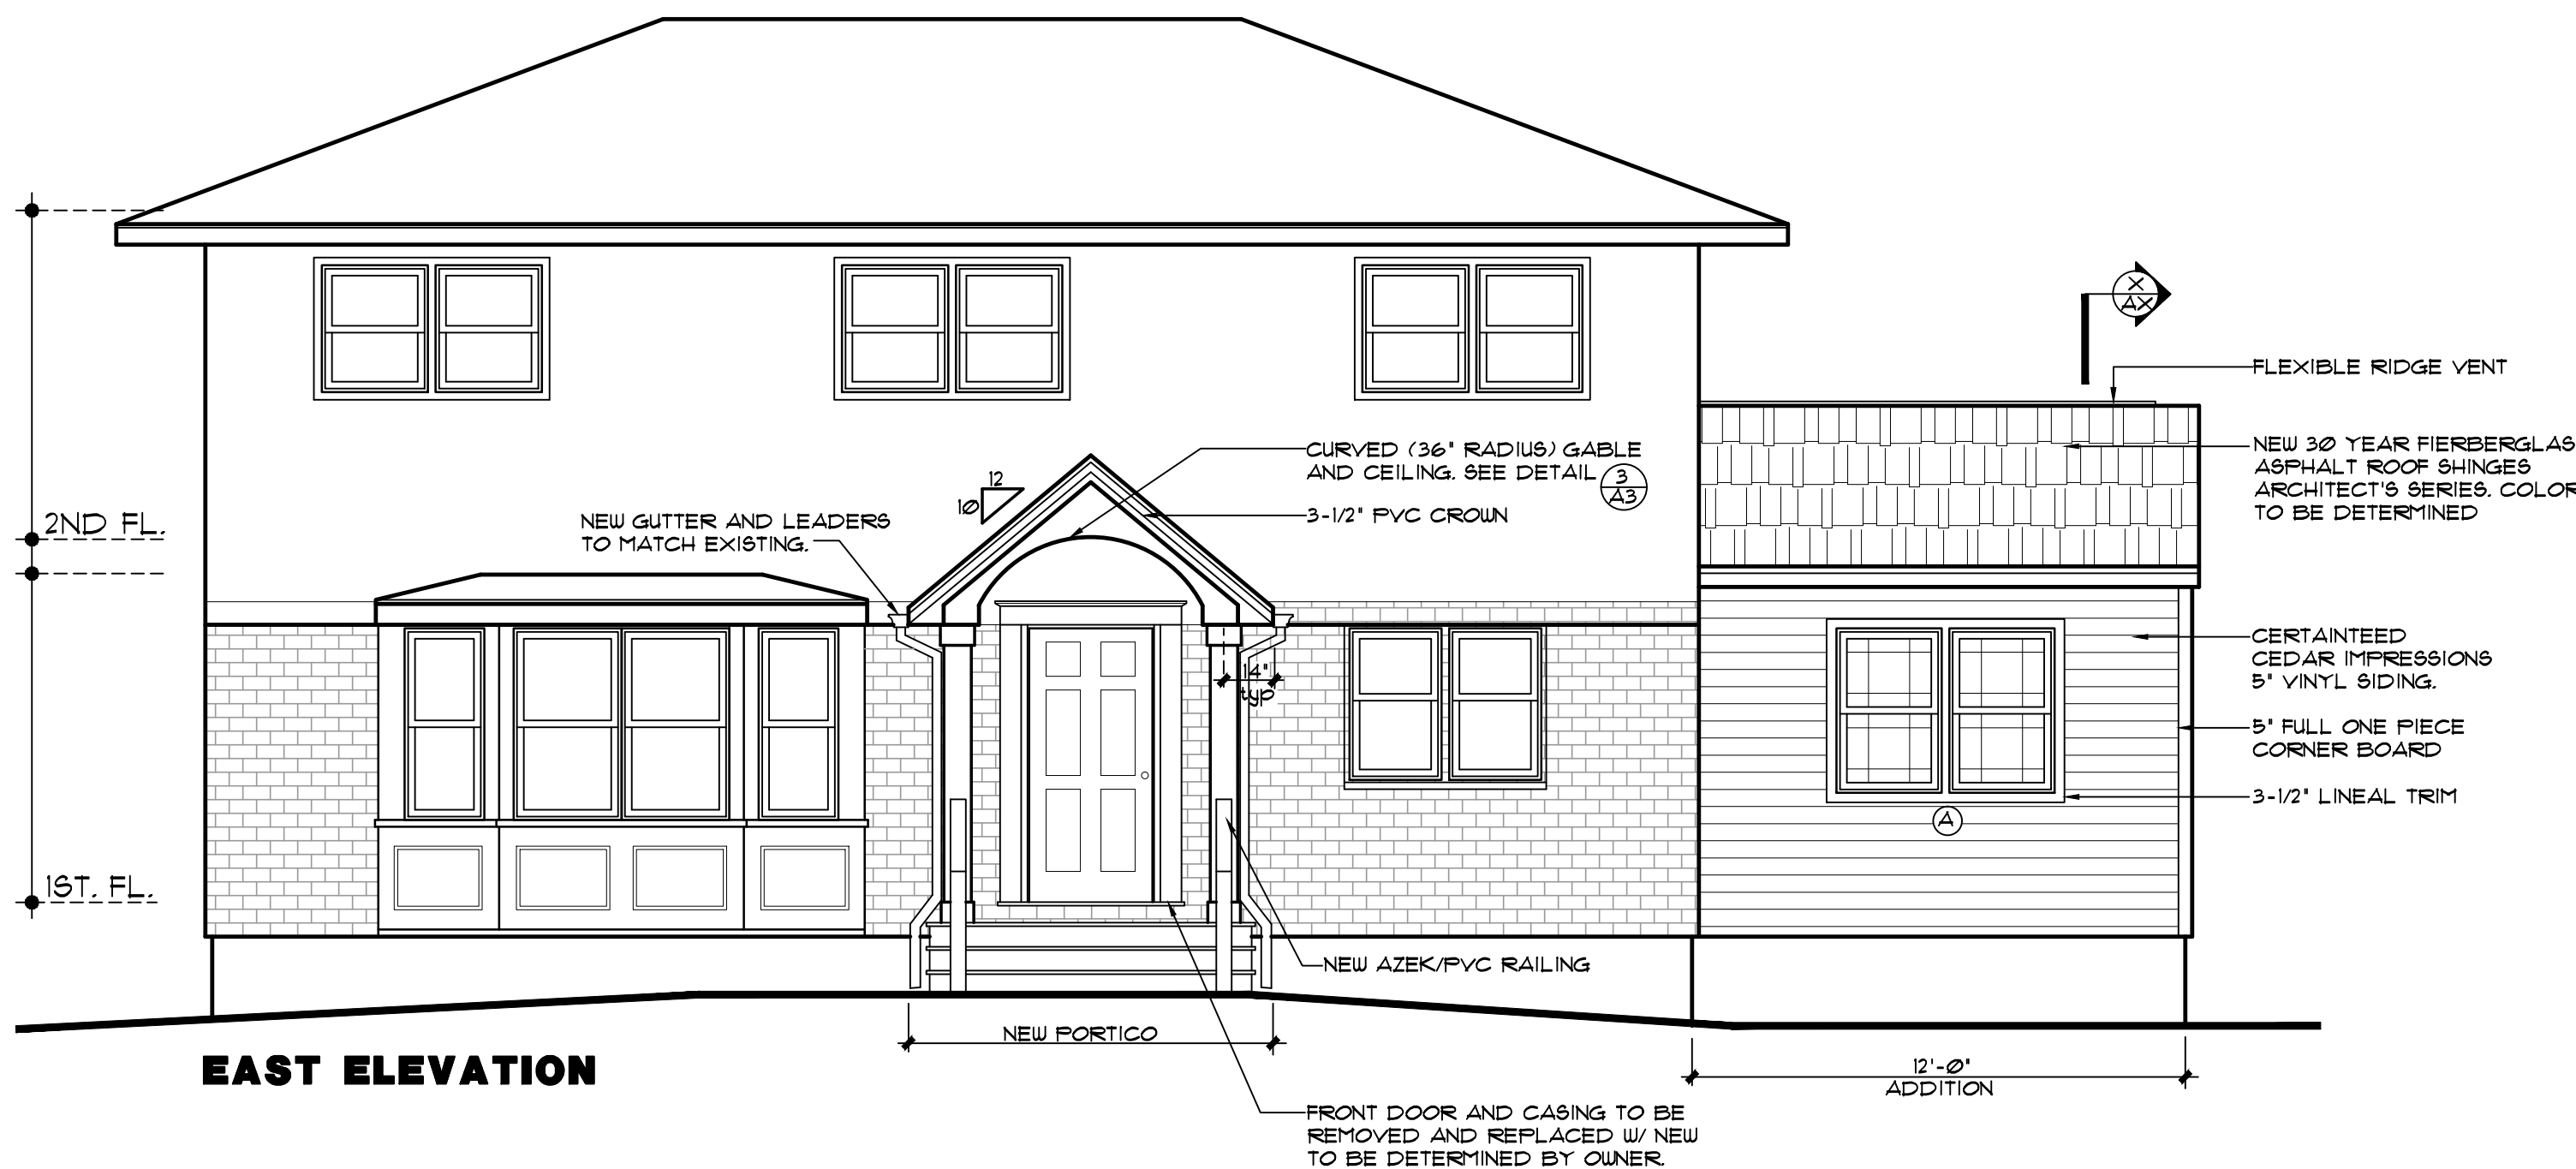 X
AX
FLEXIBLE RIDGE VENT
CURVED (36" RADIUS) GABLE
AND CEILING. SEE DETAIL
3
A3
3-1/2" PVC CROWN
12
10
NEW GUTTER AND LEADERS
TO MATCH EXISTING.
NEW 30 YEAR FIERBERGLAS
ASPHALT ROOF SHINGES
ARCHITECT'S SERIES. COLOR
TO BE DETERMINED
2ND FL.
CERTAINTEED
CEDAR IMPRESSIONS
5" VINYL SIDING.
14"
typ
5" FULL ONE PIECE
CORNER BOARD
3-1/2" LINEAL TRIM
A
1ST. FL.
NEW AZEK/PVC RAILING
NEW PORTICO
EAST ELEVATION
12'-0"
ADDITION
FRONT DOOR AND CASING TO BE
REMOVED AND REPLACED W/ NEW
TO BE DETERMINED BY OWNER.